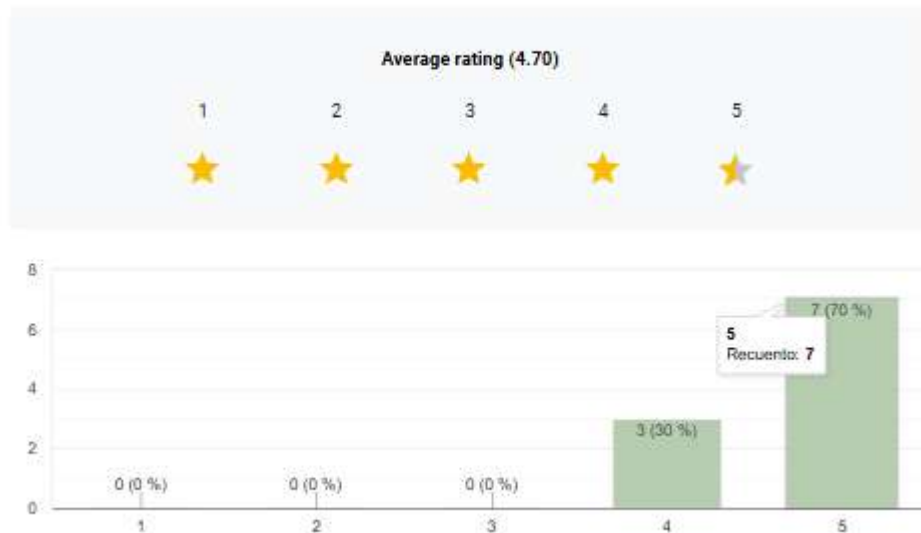 Average rating (4.70)
1 2 3 4 5
8
7 (70 %)
6
5
Recuento: 7
4
3 (30 %)
2
0 (0 %) 0 (0 %) 0 (0 %)
0
1 2 3 4 5